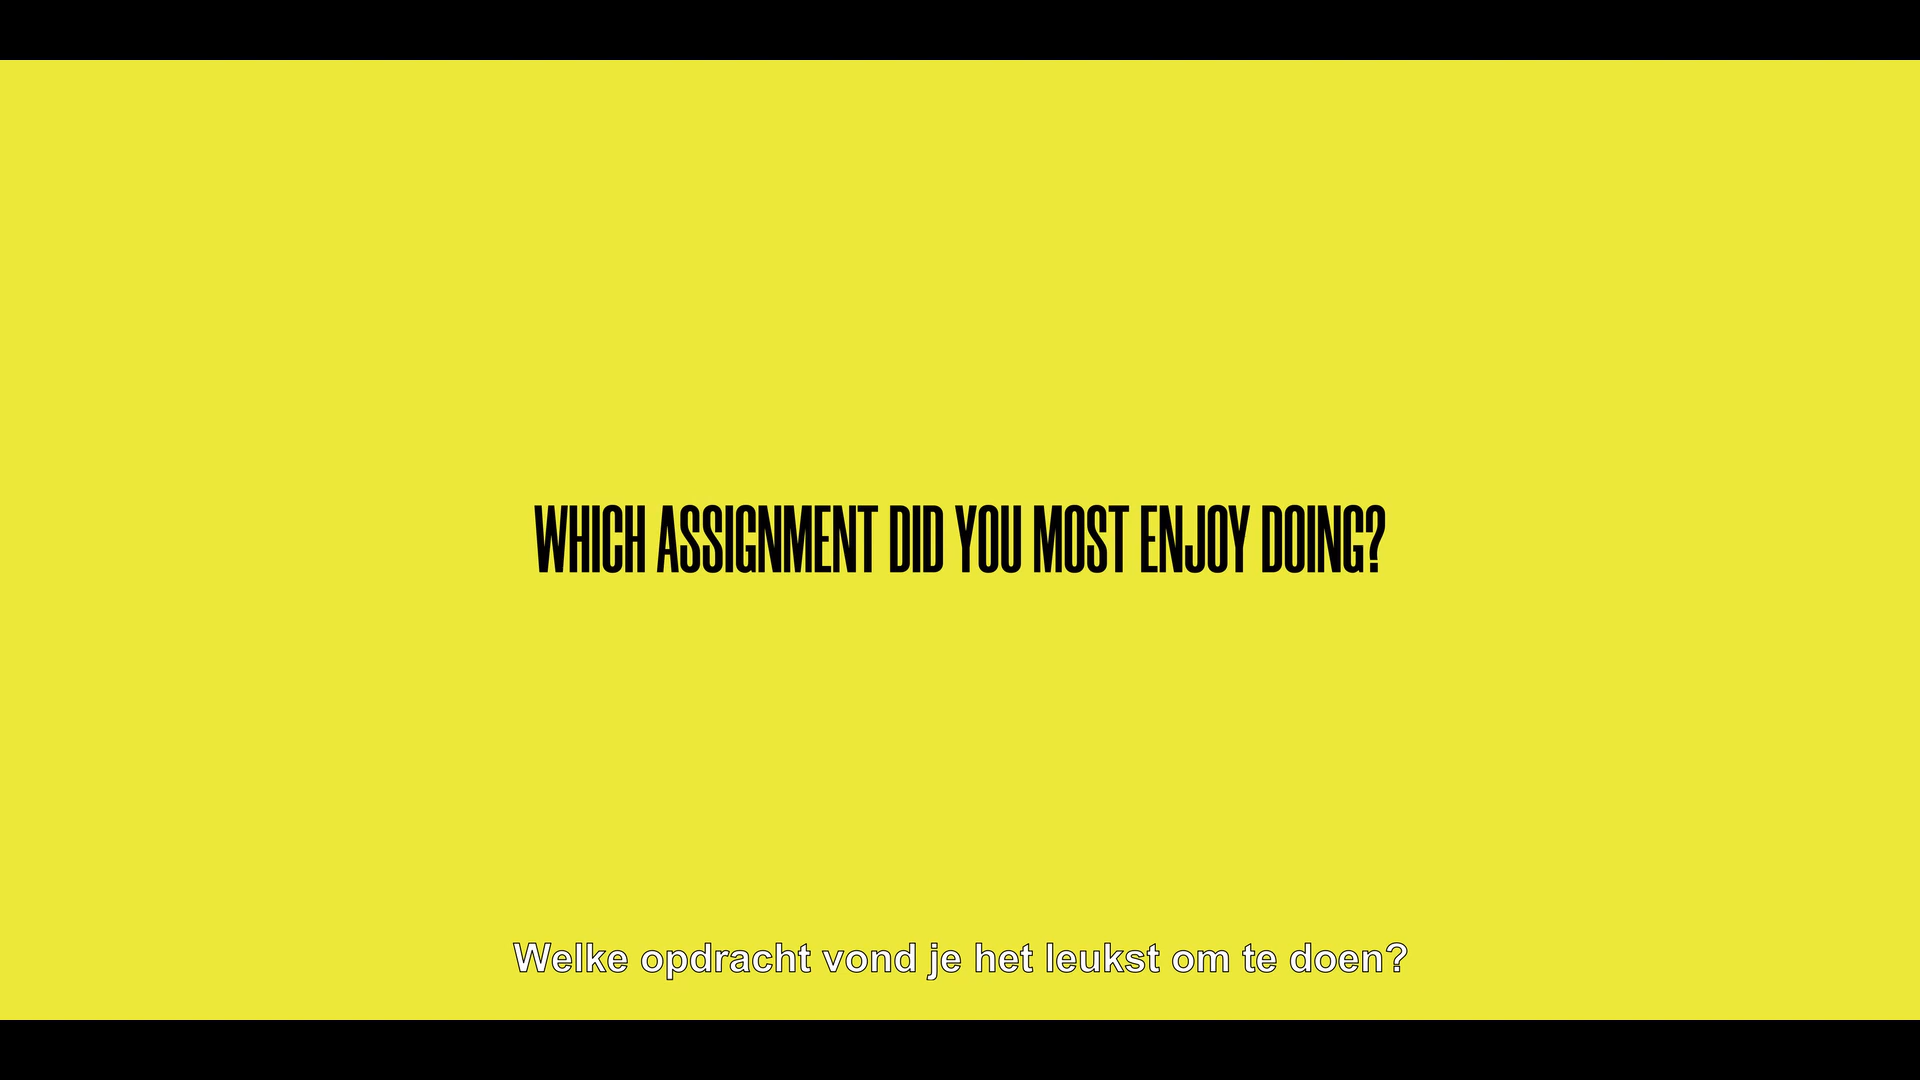 WHICH ASSIGNMENT DID YOU MOST ENJOY DOING?
Welke opdracht vond je het leukst om te doen?